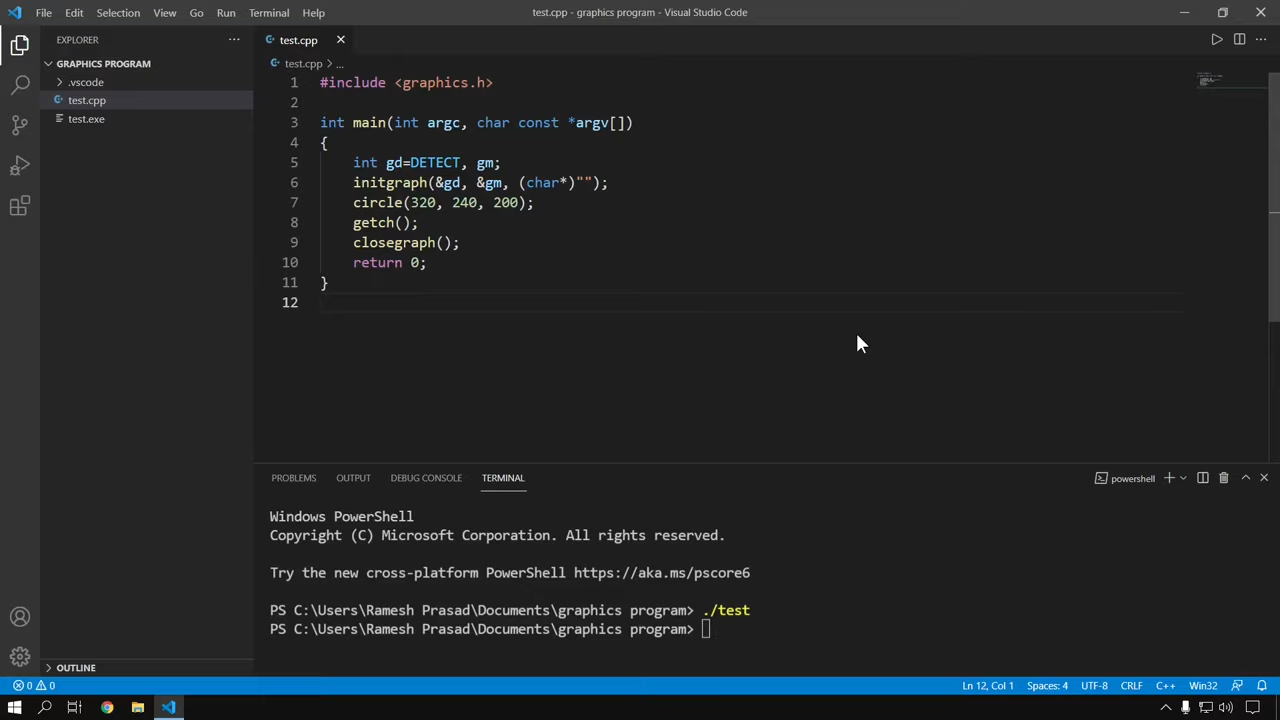 File Edit Selection View Go Run Terminal Help
test.cpp - graphics program - Visual Studio Code
EXPLORER ...
GRAPHICS PROGRAM
.vscode
test.cpp
test.exe
OUTLINE
test.cpp
test.cpp > ...
1 #include <graphics.h>
2
3 int main(int argc, char const *argv[])
4 {
5 int gd=DETECT, gm;
6 initgraph(&gd, &gm, (char*)"");
7 circle(320, 240, 200);
8 getch();
9 closegraph();
10 return 0;
11 }
12
PROBLEMS OUTPUT DEBUG CONSOLE TERMINAL
powershell
Windows PowerShell
Copyright (C) Microsoft Corporation. All rights reserved.
Try the new cross-platform PowerShell https://aka.ms/pscore6
PS C:\Users\Ramesh Prasad\Documents\graphics program> ./test
PS C:\Users\Ramesh Prasad\Documents\graphics program>
0 0
Ln 12, Col 1 Spaces: 4 UTF-8 CRLF C++ Win32